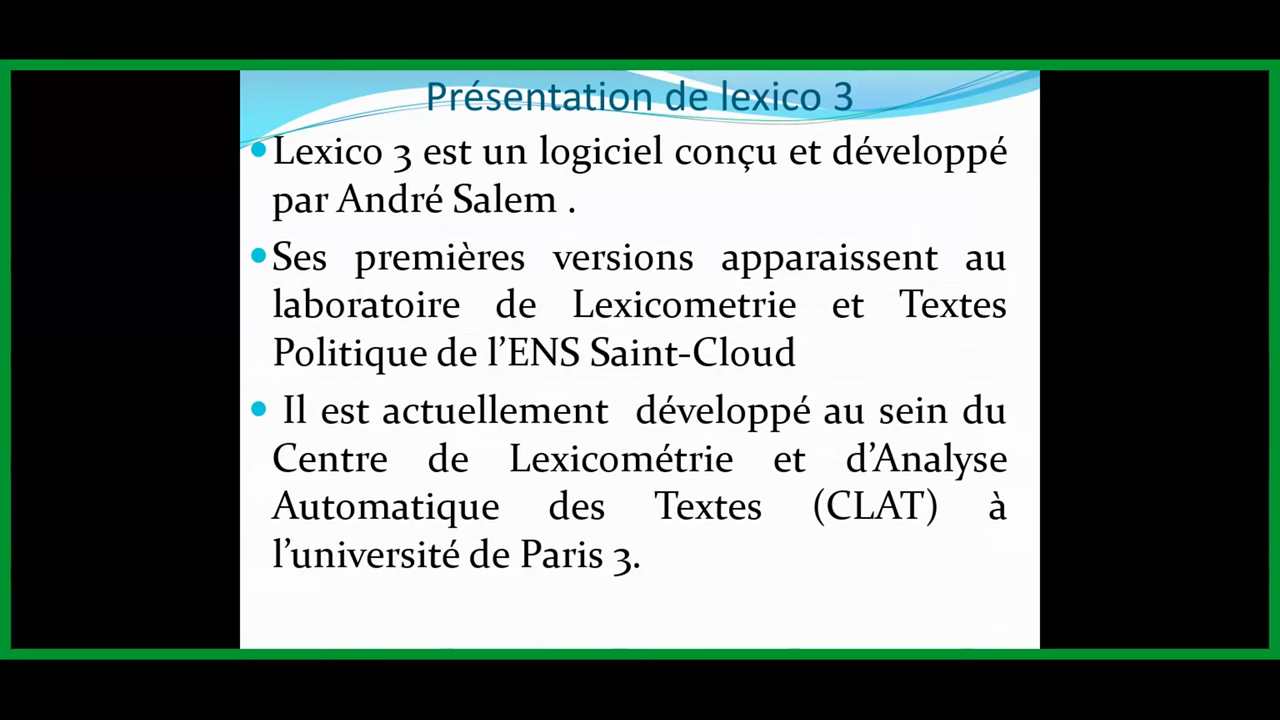 Présentation de lexico 3
•Lexico 3 est un logiciel conçu et développé
par André Salem .
•Ses premières versions apparaissent au
laboratoire de Lexicometrie et Textes
Politique de l’ENS Saint-Cloud
• Il est actuellement développé au sein du
Centre de Lexicométrie et d’Analyse
Automatique des Textes (CLAT) à
l’université de Paris 3.